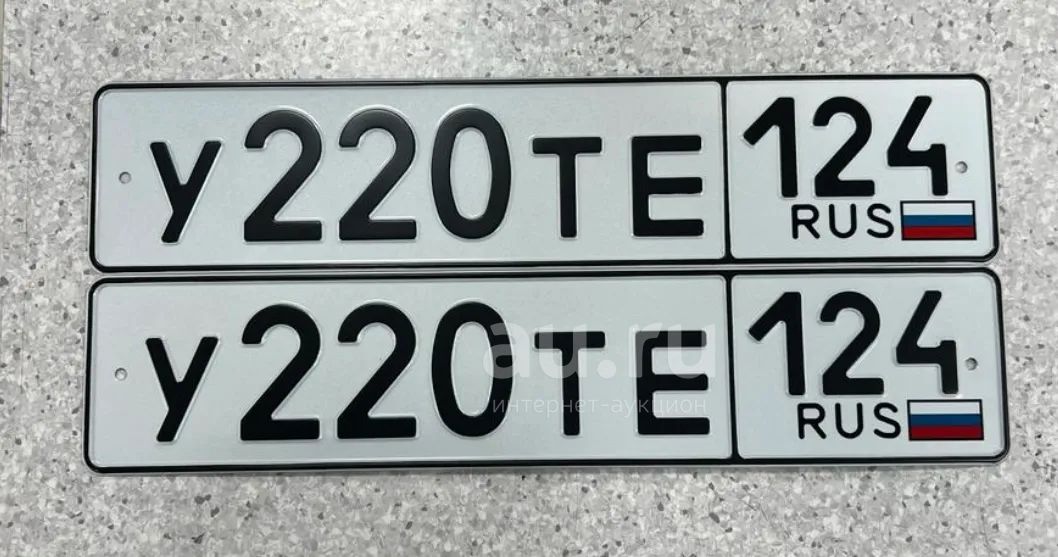 У220ТЕ 124
RUS
У220ТЕ 124
RUS
au.ru
интернет-аукцион